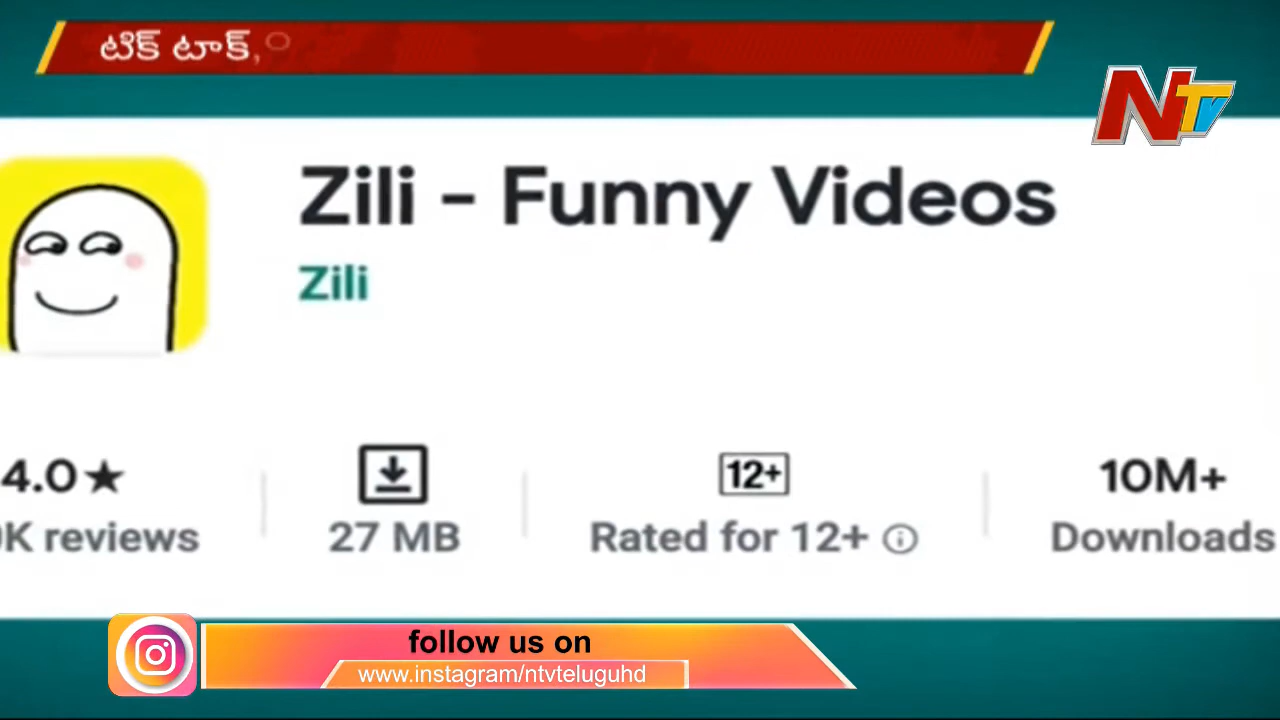 టిక్ టాక్,
NTV
Zili - Funny Videos
Zili
4.0★
K reviews
27 MB
12+
Rated for 12+
10M+
Downloads
follow us on
www.instagram/ntvteluguhd